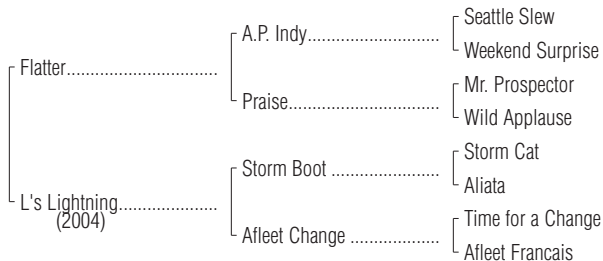 Seattle Slew
A.P. Indy..............................
Weekend Surprise
Flatter................................
Mr. Prospector
Praise.................................
Wild Applause
Storm Cat
Storm Boot .......................
Aliata
L's Lightning.....................
(2004)
Time for a Change
Afleet Change ...................
Afleet Francais